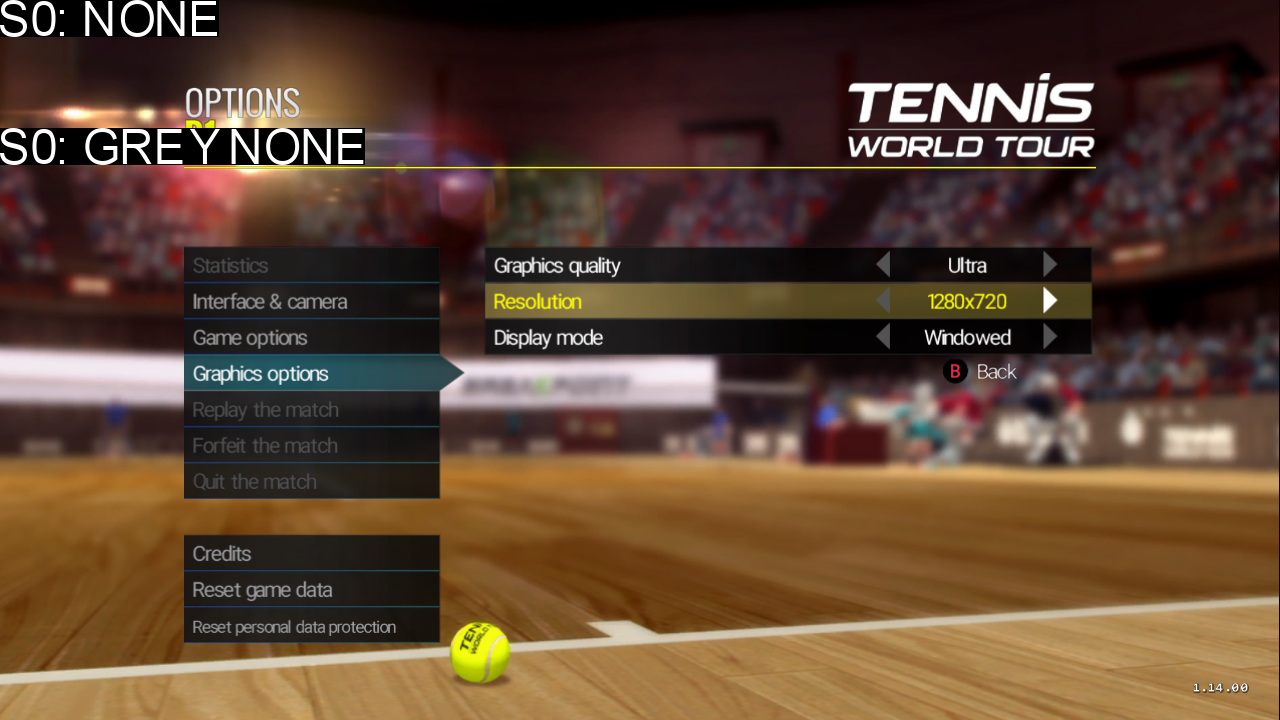 S0: NONE
OPTIONS
S0: GREY NONE
TENNIS
WORLD TOUR
Statistics
Interface & camera
Game options
Graphics options
Replay the match
Forfeit the match
Quit the match
Credits
Reset game data
Reset personal data protection
Graphics quality Ultra
Resolution 1280x720
Display mode Windowed
B Back
TENNIS
WORLD
1.14.00